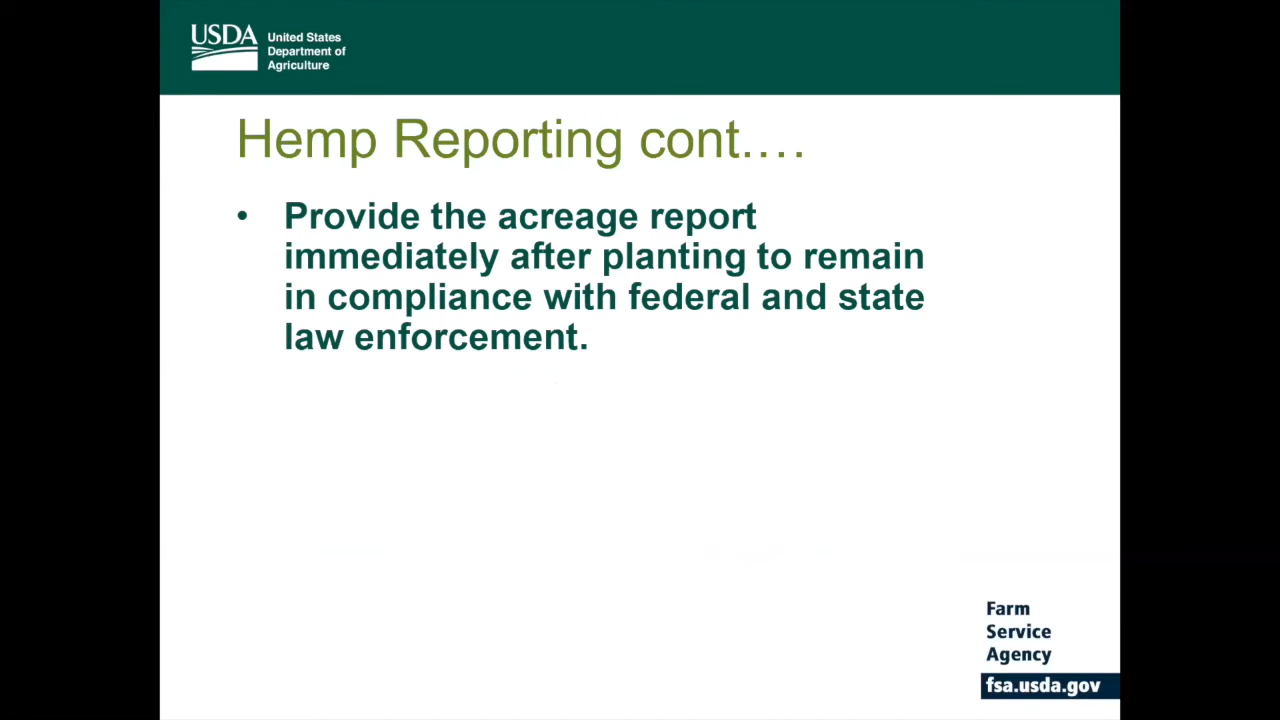 USDA
United States
Department of
Agriculture
Hemp Reporting cont.…
• Provide the acreage report
immediately after planting to remain
in compliance with federal and state
law enforcement.
Farm
Service
Agency
fsa.usda.gov